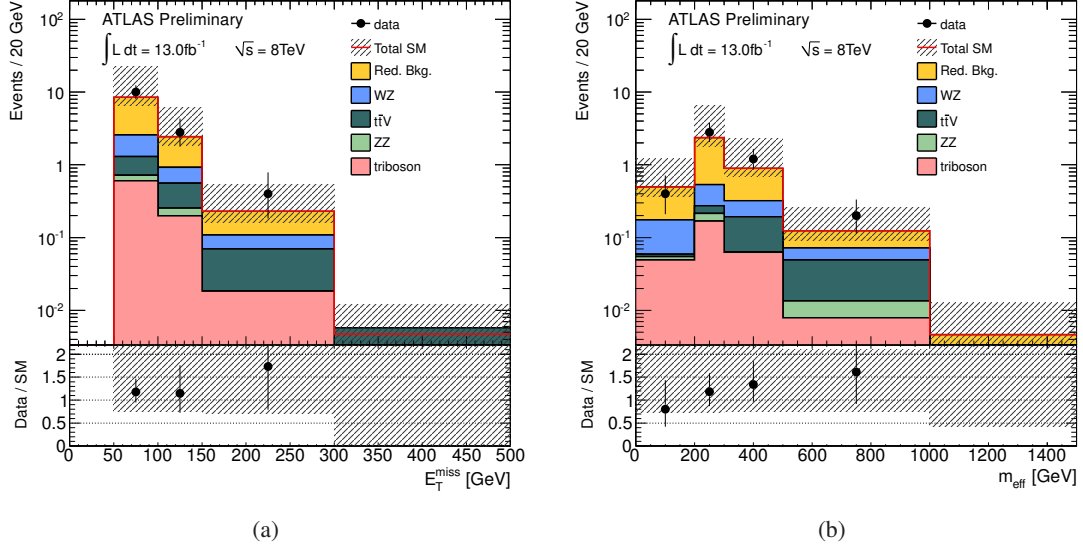 ATLAS Preliminary
∫ L dt = 13.0fb⁻¹ √s = 8TeV
data
Total SM
Red. Bkg.
WZ
tt̄V
ZZ
triboson
Events / 20 GeV
10²
10
1
10⁻¹
10⁻²
Data / SM
2
1.5
1
0.5
0
0 50 100 150 200 250 300 350 400 450 500
E_T^miss [GeV]
(a)
ATLAS Preliminary
∫ L dt = 13.0fb⁻¹ √s = 8TeV
data
Total SM
Red. Bkg.
WZ
tt̄V
ZZ
triboson
Events / 20 GeV
10²
10
1
10⁻¹
10⁻²
Data / SM
2
1.5
1
0.5
0
0 200 400 600 800 1000 1200 1400
m_eff [GeV]
(b)